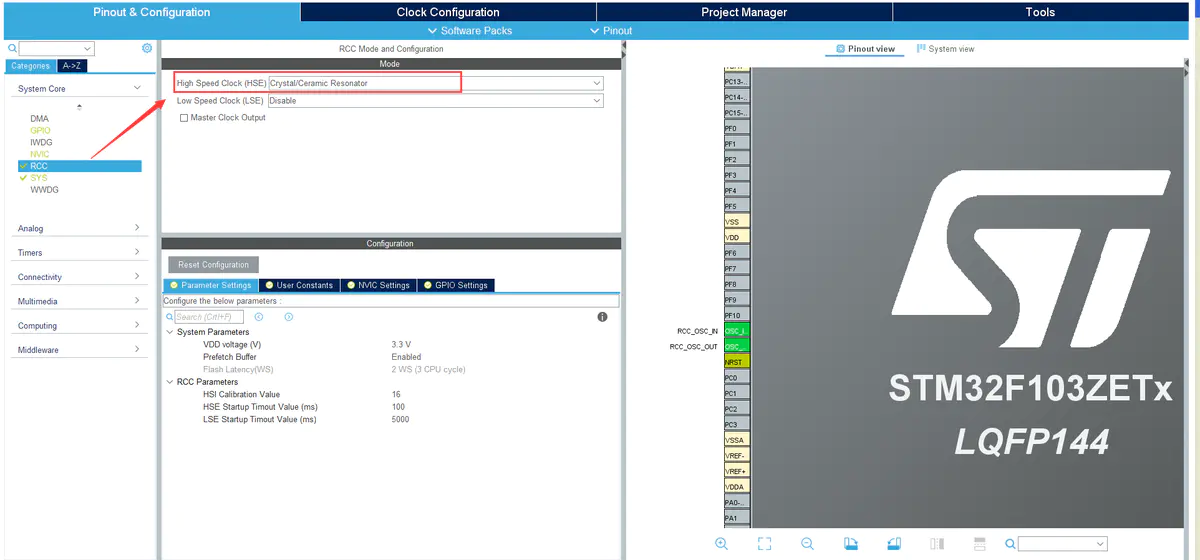 Pinout & Configuration
Clock Configuration
Project Manager
Tools
Software Packs
Pinout
Categories
A->Z
System Core
DMA
GPIO
IWDG
NVIC
RCC
SYS
WWDG
Analog
Timers
Connectivity
Multimedia
Computing
Middleware
RCC Mode and Configuration
Mode
High Speed Clock (HSE) Crystal/Ceramic Resonator
Low Speed Clock (LSE) Disable
Master Clock Output
Configuration
Reset Configuration
Parameter Settings
User Constants
NVIC Settings
GPIO Settings
Configure the below parameters :
Search (Crtl+F)
System Parameters
VDD voltage (V) 3.3 V
Prefetch Buffer Enabled
Flash Latency(WS) 2 WS (3 CPU cycle)
RCC Parameters
HSI Calibration Value 16
HSE Startup Timout Value (ms) 100
LSE Startup Timout Value (ms) 5000
Pinout view
System view
PC13-..
PC14-..
PC15-..
PF0
PF1
PF2
PF3
PF4
PF5
VSS
VDD
PF6
PF7
PF8
PF9
PF10
RCC_OSC_IN OSC_I..
RCC_OSC_OUT OSC_..
NRST
PC0
PC1
PC2
PC3
VSSA
VREF-
VREF+
VDDA
PA0-..
PA1
ST
STM32F103ZETx
LQFP144